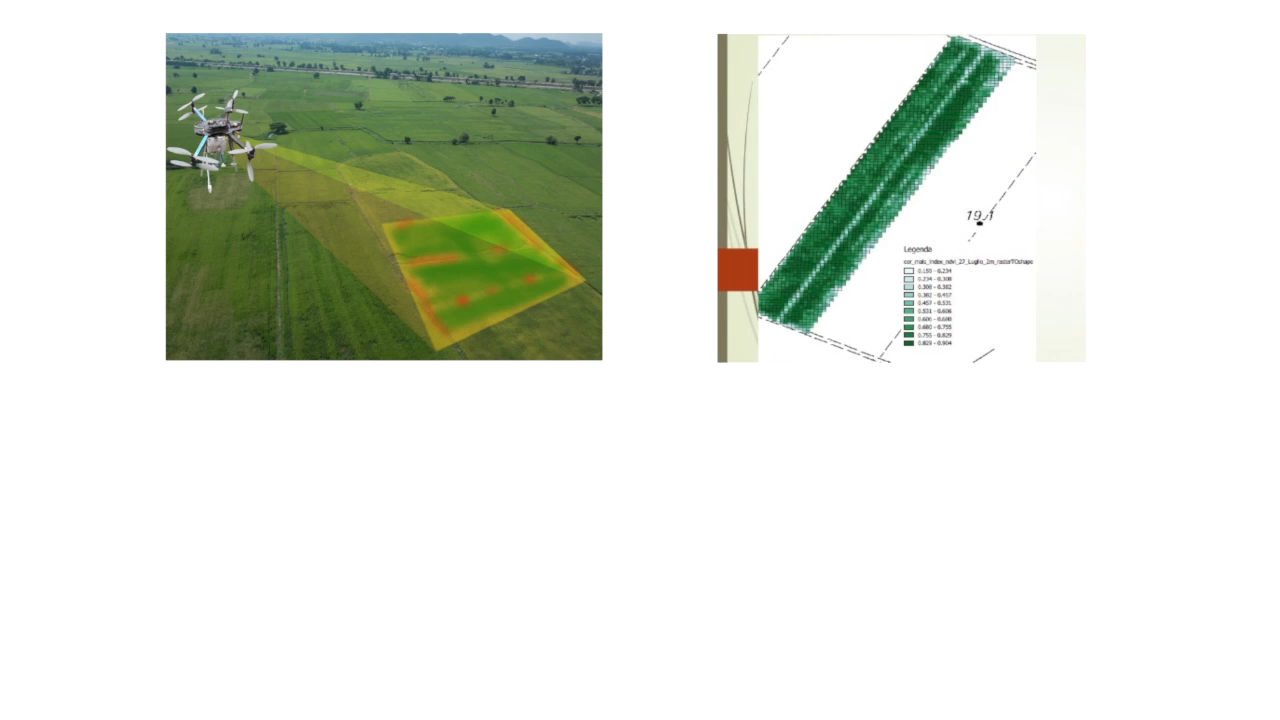 19.1
Legenda
cor_mais_index_ndvi_27_Luglio_2m_rasterTOshape
0.159 - 0.234
0.234 - 0.308
0.308 - 0.382
0.382 - 0.457
0.457 - 0.531
0.531 - 0.606
0.606 - 0.680
0.680 - 0.755
0.755 - 0.829
0.829 - 0.904